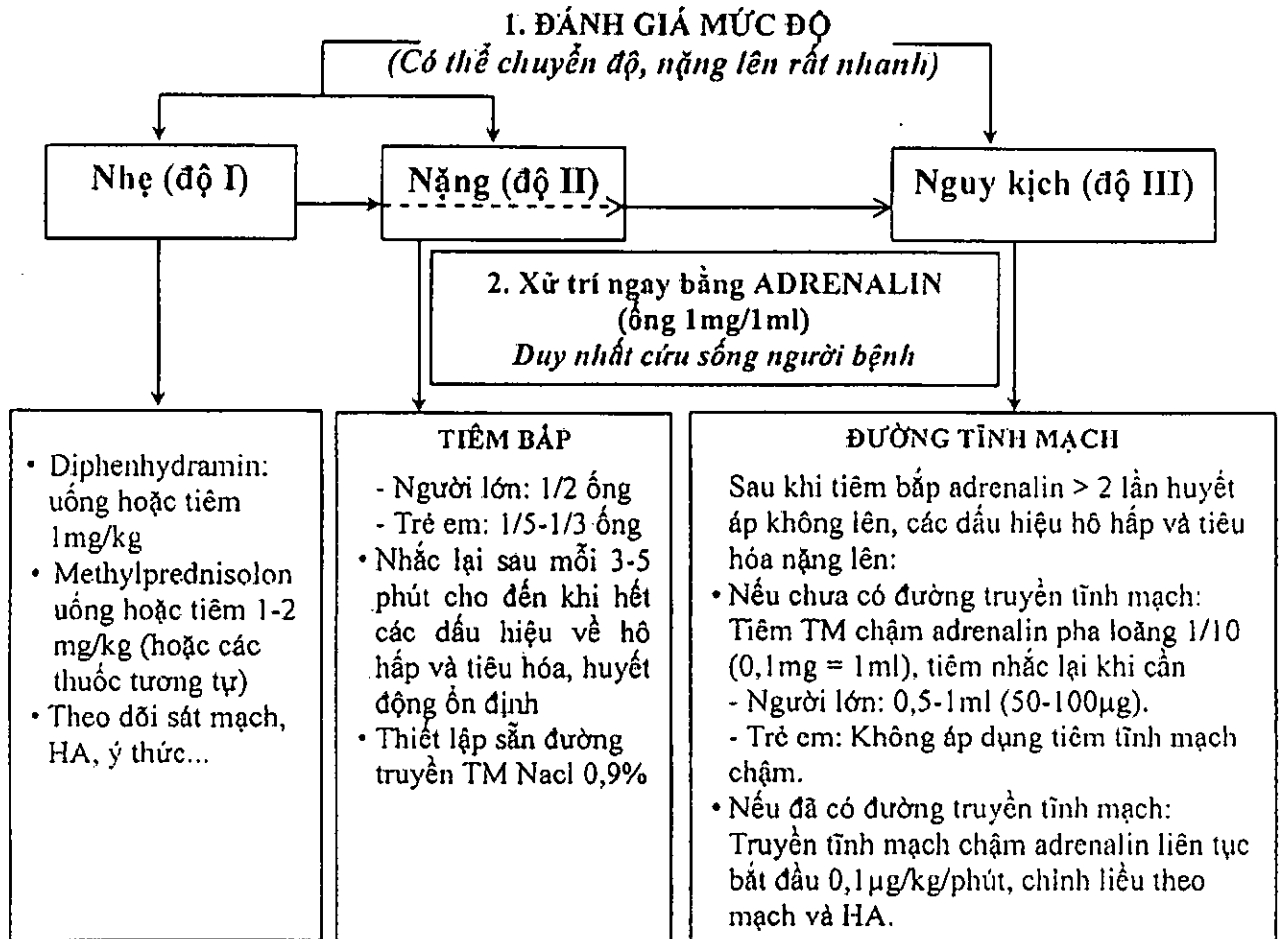 1. ĐÁNH GIÁ MỨC ĐỘ
(Có thể chuyển độ, nặng lên rất nhanh)
Nhẹ (độ I)
Nặng (độ II)
Nguy kịch (độ III)
2. Xử trí ngay bằng ADRENALIN
(ống 1mg/1ml)
Duy nhất cứu sống người bệnh
• Diphenhydramin:
uống hoặc tiêm
1mg/kg
• Methylprednisolon
uống hoặc tiêm 1-2
mg/kg (hoặc các
thuốc tương tự)
• Theo dõi sát mạch,
HA, ý thức...
TIÊM BẮP
- Người lớn: 1/2 ống
- Trẻ em: 1/5-1/3 ống
• Nhắc lại sau mỗi 3-5
phút cho đến khi hết
các dấu hiệu về hô
hấp và tiêu hóa, huyết
động ổn định
• Thiết lập sẵn đường
truyền TM Nacl 0,9%
ĐƯỜNG TĨNH MẠCH
Sau khi tiêm bắp adrenalin > 2 lần huyết
áp không lên, các dấu hiệu hô hấp và tiêu
hóa nặng lên:
• Nếu chưa có đường truyền tĩnh mạch:
Tiêm TM chậm adrenalin pha loãng 1/10
(0,1mg = 1ml), tiêm nhắc lại khi cần
- Người lớn: 0,5-1ml (50-100µg).
- Trẻ em: Không áp dụng tiêm tĩnh mạch
chậm.
• Nếu đã có đường truyền tĩnh mạch:
Truyền tĩnh mạch chậm adrenalin liên tục
bắt đầu 0,1µg/kg/phút, chỉnh liều theo
mạch và HA.